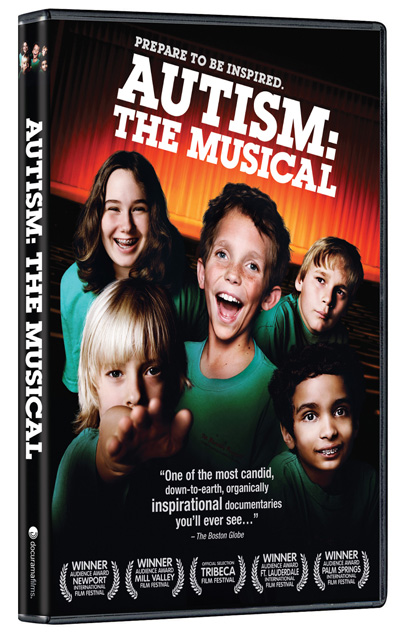 AUTISM: THE MUSICAL
docuramafilms.
PREPARE TO BE INSPIRED.
AUTISM:
THE MUSICAL
“One of the most candid,
down-to-earth, organically
inspirational documentaries
you’ll ever see…”
– The Boston Globe
WINNER
AUDIENCE AWARD
NEWPORT
INTERNATIONAL
FILM FESTIVAL
WINNER
AUDIENCE AWARD
MILL VALLEY
FILM FESTIVAL
OFFICIAL SELECTION
TRIBECA
FILM FESTIVAL
WINNER
AUDIENCE AWARD
FT. LAUDERDALE
INTERNATIONAL
FILM FESTIVAL
WINNER
AUDIENCE AWARD
PALM SPRINGS
INTERNATIONAL
FILM FESTIVAL